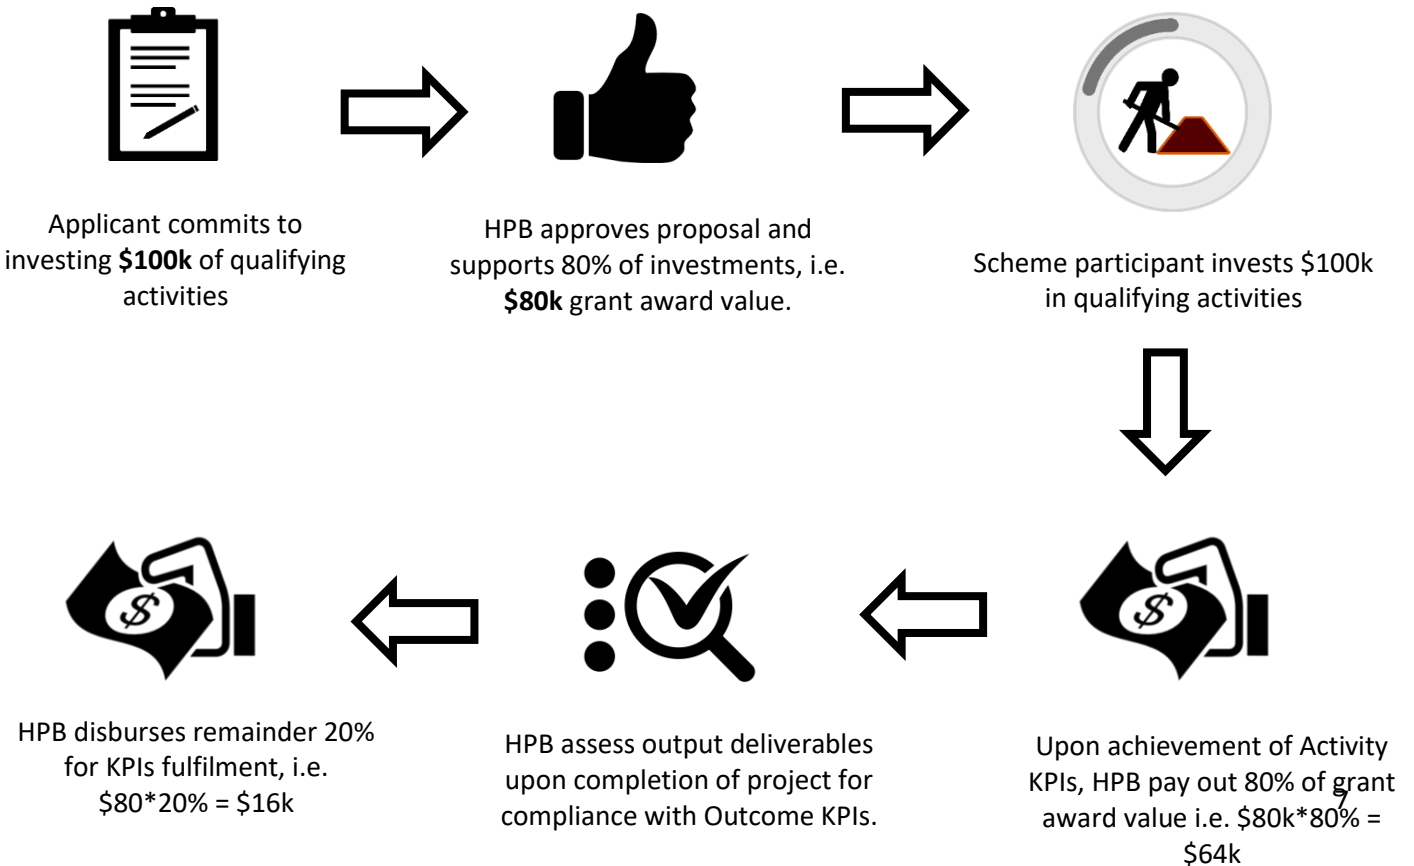 Applicant commits to
investing $100k of qualifying
activities
HPB approves proposal and
supports 80% of investments, i.e.
$80k grant award value.
Scheme participant invests $100k
in qualifying activities
Upon achievement of Activity
KPIs, HPB pay out 80% of grant
award value i.e. $80k*80% =
$64k
7
HPB assess output deliverables
upon completion of project for
compliance with Outcome KPIs.
HPB disburses remainder 20%
for KPIs fulfilment, i.e.
$80*20% = $16k
$
$